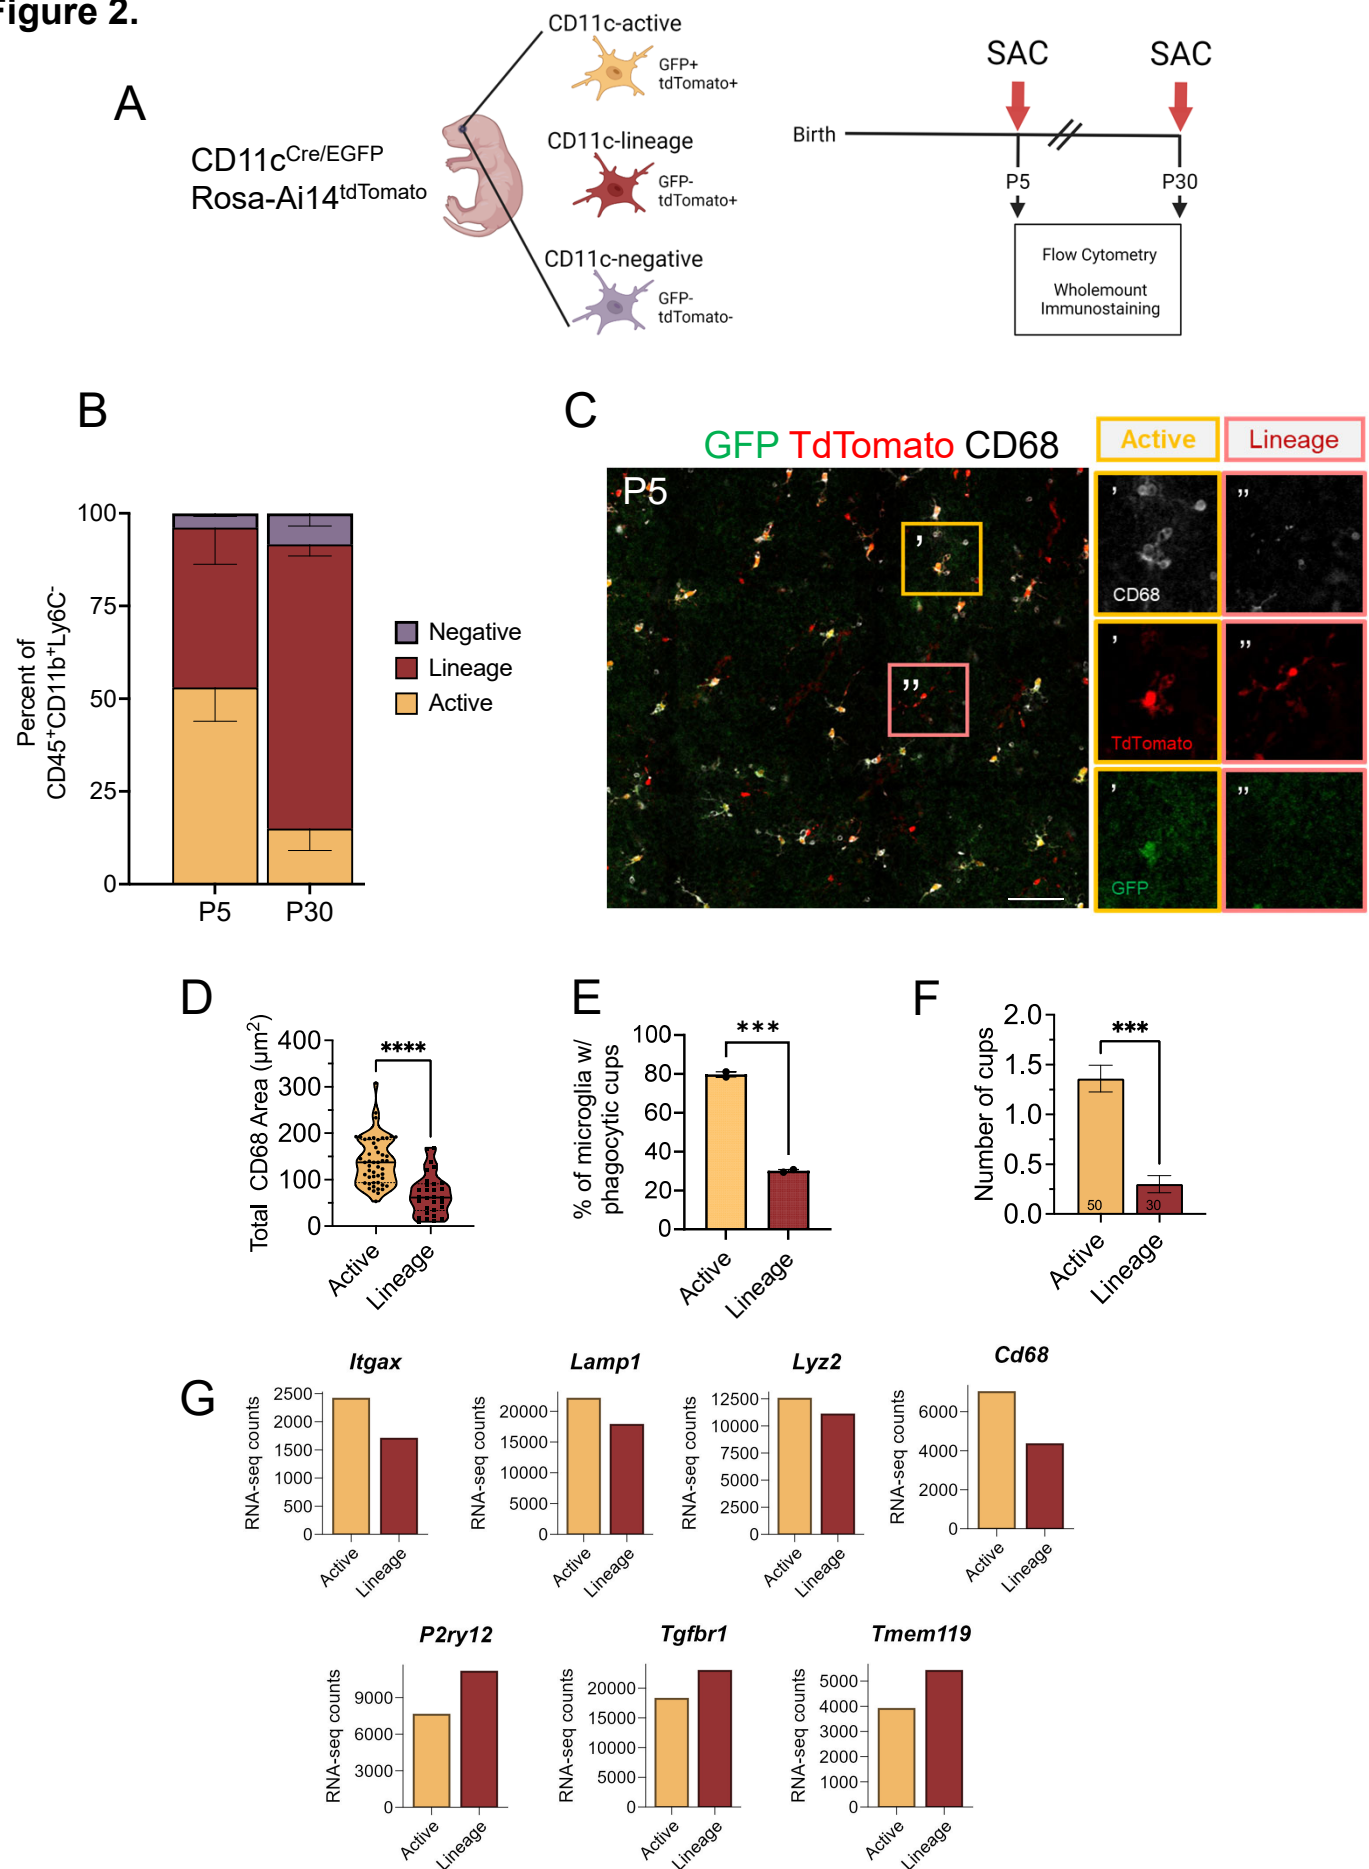 Figure 2.
A
CD11cCre/EGFP
Rosa-Ai14tdTomato
CD11c-active
GFP+
tdTomato+
CD11c-lineage
GFP-
tdTomato+
CD11c-negative
GFP-
tdTomato-
SAC
SAC
Birth
P5
P30
Flow Cytometry
Wholemount
Immunostaining
B
Percent of
CD45+CD11b+Ly6C-
100
75
50
25
0
P5
P30
Negative
Lineage
Active
C
GFP TdTomato CD68
P5
’
”
Active
Lineage
’
”
CD68
’
”
TdTomato
’
”
GFP
D
Total CD68 Area (µm2)
400
300
200
100
0
****
Active
Lineage
E
% of microglia w/
phagocytic cups
100
80
60
40
20
0
***
Active
Lineage
F
Number of cups
2.0
1.5
1.0
0.5
0.0
***
50
30
Active
Lineage
G
Itgax
RNA-seq counts
2500
2000
1500
1000
500
0
Active
Lineage
Lamp1
RNA-seq counts
20000
15000
10000
5000
0
Active
Lineage
Lyz2
RNA-seq counts
12500
10000
7500
5000
2500
0
Active
Lineage
Cd68
RNA-seq counts
6000
4000
2000
0
Active
Lineage
P2ry12
RNA-seq counts
9000
6000
3000
0
Active
Lineage
Tgfbr1
RNA-seq counts
20000
15000
10000
5000
0
Active
Lineage
Tmem119
RNA-seq counts
5000
4000
3000
2000
1000
0
Active
Lineage